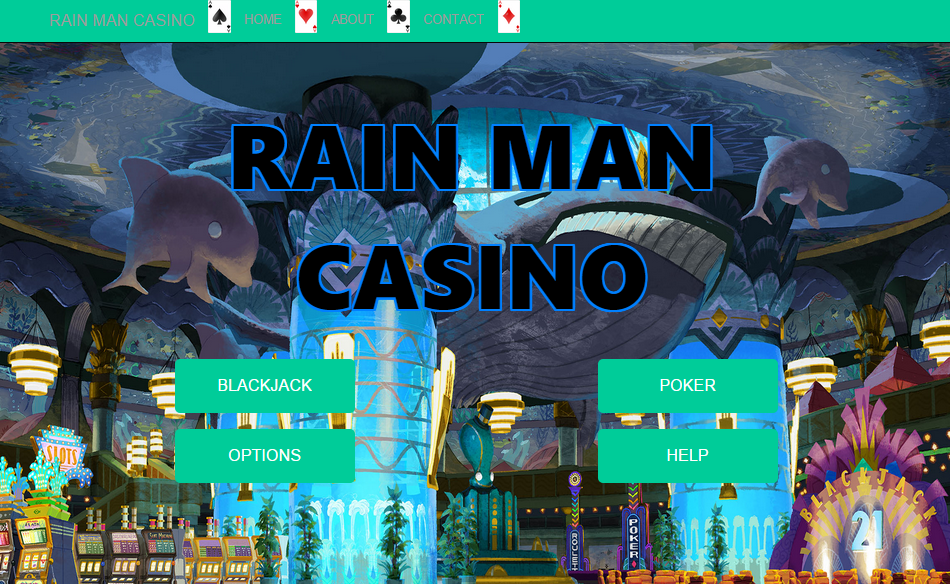 RAIN MAN CASINO HOME ABOUT CONTACT
RAIN MAN
CASINO
BLACKJACK POKER
OPTIONS HELP
SLOTS
BLACKJACK
21
POKER